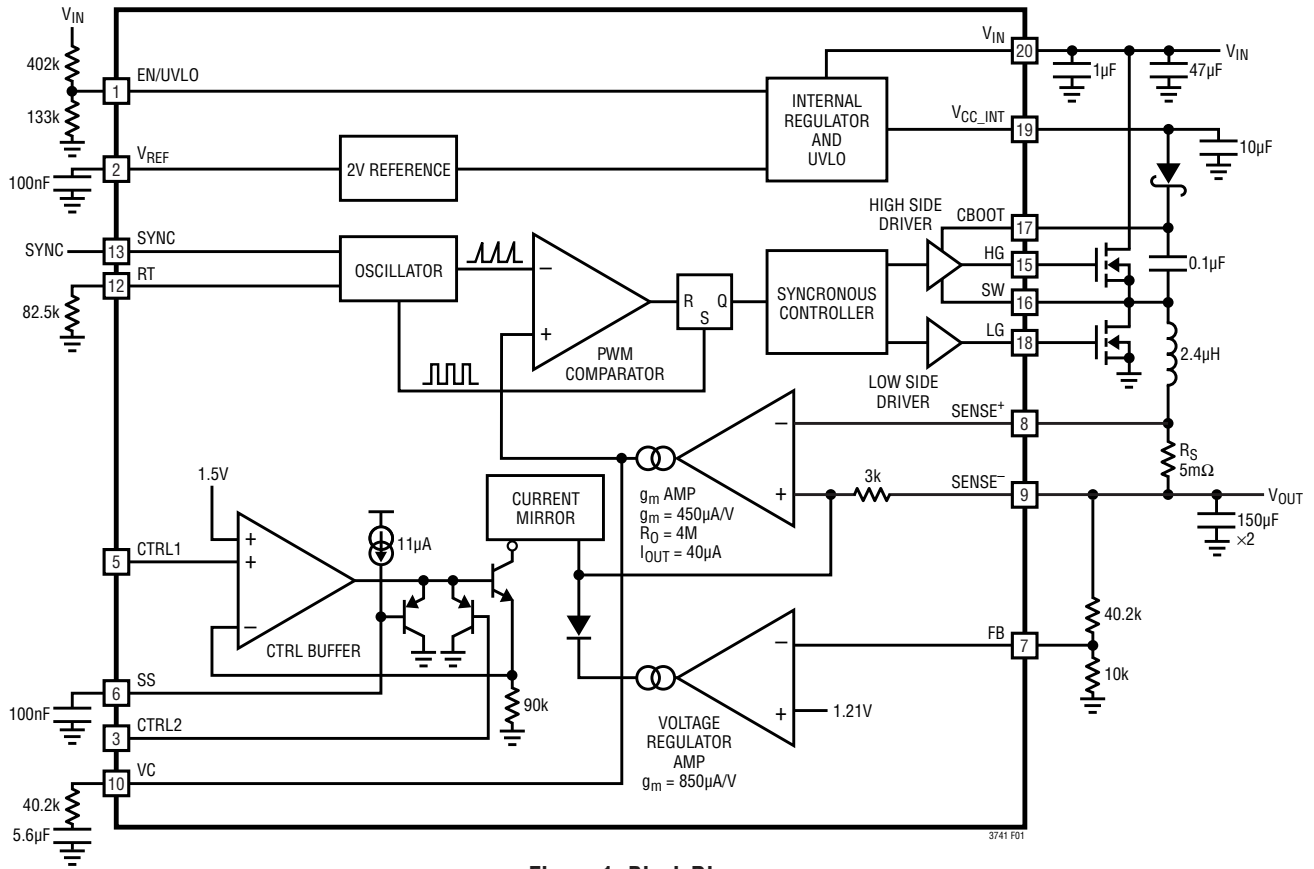 VIN
402k
133k
1
EN/UVLO
100nF
2
VREF
2V REFERENCE
INTERNAL
REGULATOR
AND
UVLO
VIN
20
1µF
47µF
VIN
VCC_INT
19
10µF
SYNC
13
SYNC
12
RT
82.5k
OSCILLATOR
−
+
PWM
COMPARATOR
R
Q
S
SYNCRONOUS
CONTROLLER
HIGH SIDE
DRIVER
LOW SIDE
DRIVER
CBOOT
17
HG
15
SW
16
LG
18
0.1µF
2.4µH
SENSE+
8
RS
5mΩ
SENSE−
9
VOUT
150µF
×2
3k
−
+
gm AMP
gm = 450µA/V
RO = 4M
IOUT = 40µA
CURRENT
MIRROR
1.5V
11µA
5
CTRL1
+
+
−
CTRL BUFFER
90k
40.2k
FB
7
10k
−
+
1.21V
VOLTAGE
REGULATOR
AMP
gm = 850µA/V
100nF
6
SS
3
CTRL2
10
VC
40.2k
5.6µF
3741 F01